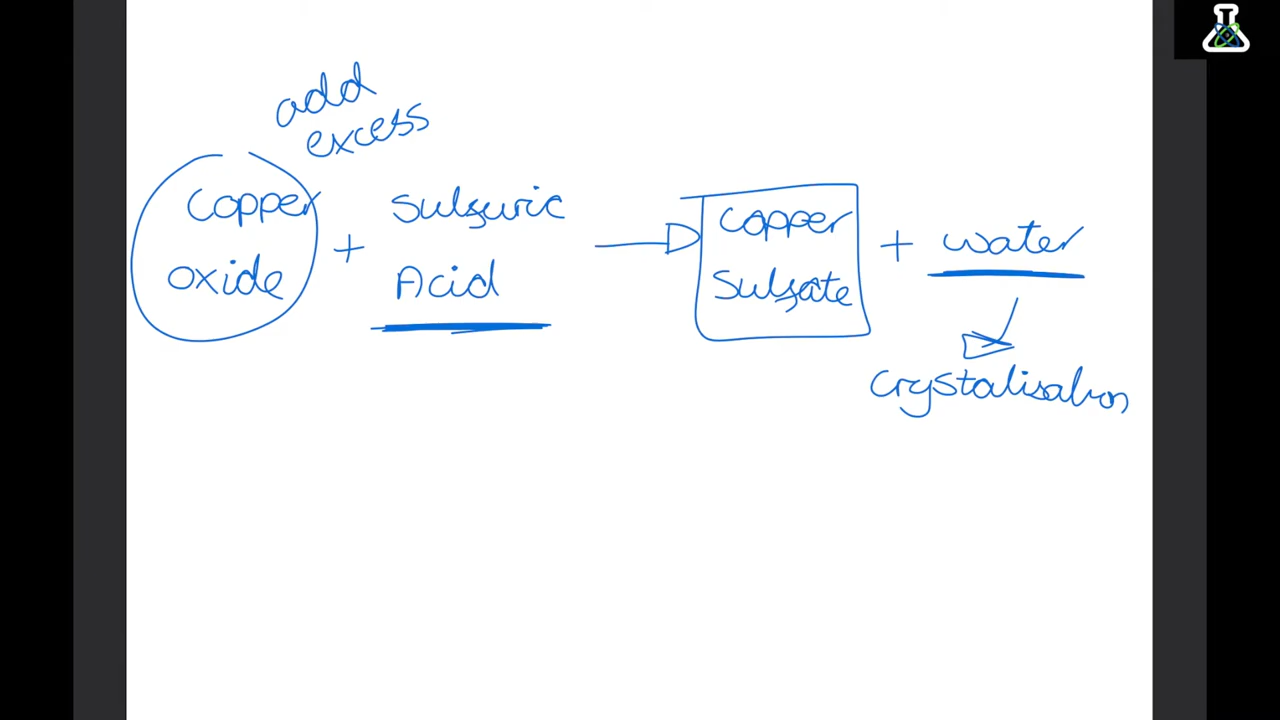 add
excess
Copper
oxide
+
Sulfuric
Acid
Copper
Sulfate
+
water
Crystalisation